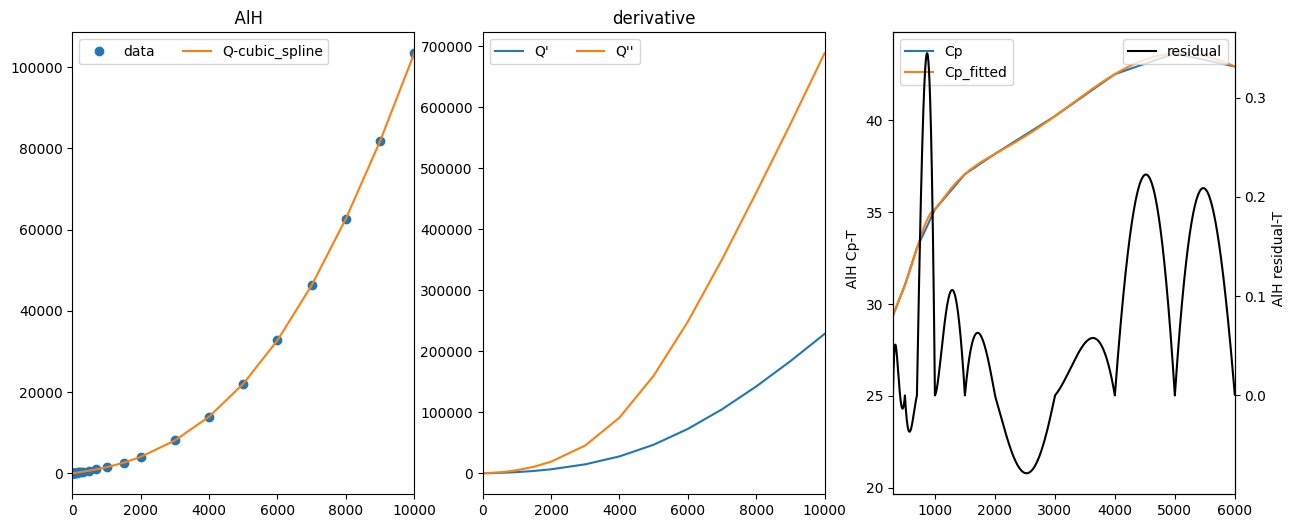 AlH
data
Q-cubic_spline
100000
80000
60000
40000
20000
0
0 2000 4000 6000 8000 10000
derivative
Q'
Q''
700000
600000
500000
400000
300000
200000
100000
0
0 2000 4000 6000 8000 10000
Cp
Cp_fitted
residual
AlH Cp-T
40
35
30
25
20
1000 2000 3000 4000 5000 6000
0.3
0.2
0.1
0.0
AlH residual-T